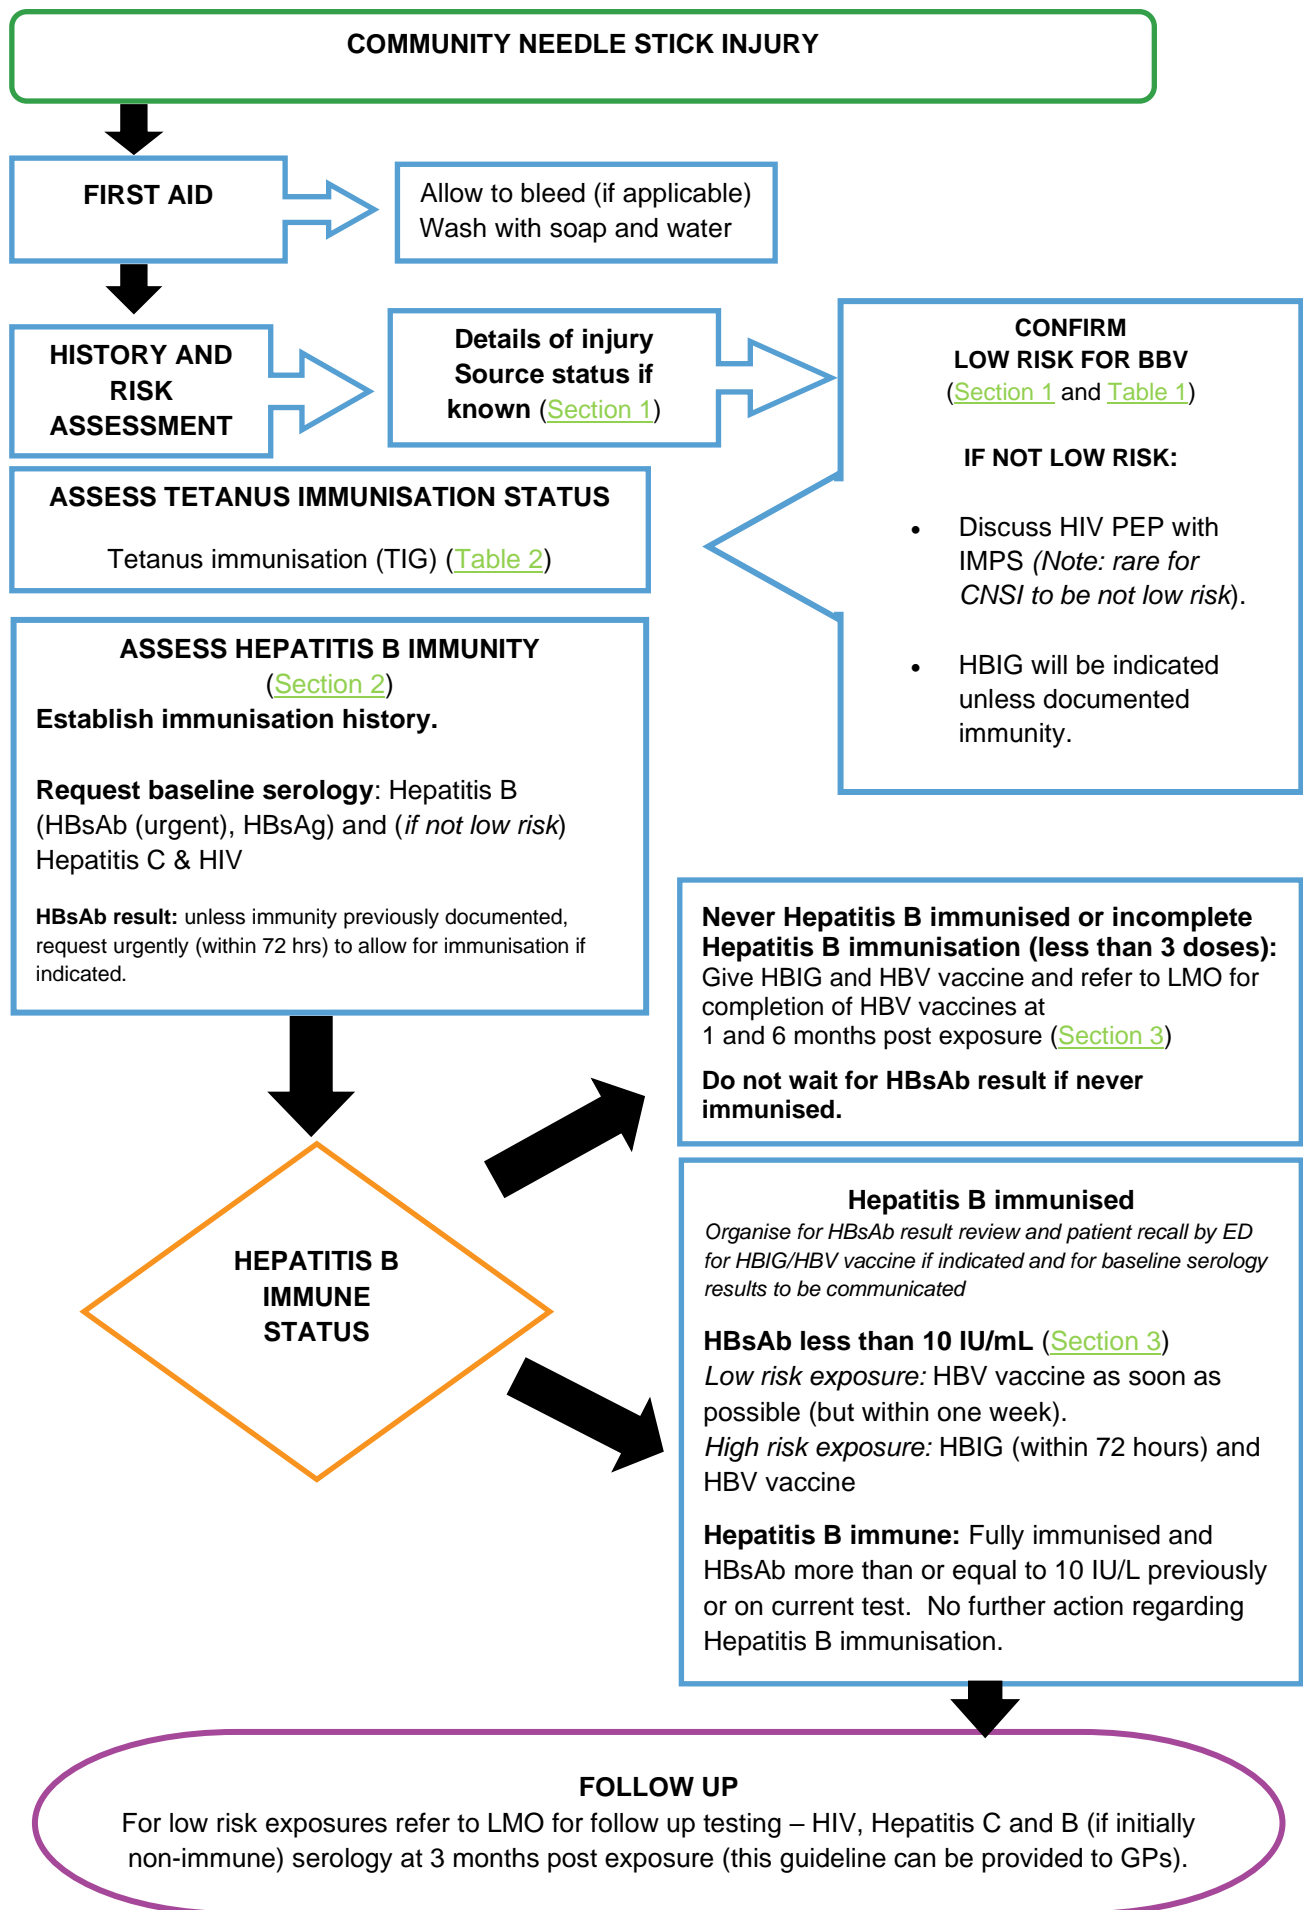 COMMUNITY NEEDLE STICK INJURY
FIRST AID
Allow to bleed (if applicable)
Wash with soap and water
HISTORY AND
RISK
ASSESSMENT
Details of injury
Source status if
known (Section 1)
CONFIRM
LOW RISK FOR BBV
(Section 1 and Table 1)
IF NOT LOW RISK:
• Discuss HIV PEP with
IMPS (Note: rare for
CNSI to be not low risk).
• HBIG will be indicated
unless documented
immunity.
ASSESS TETANUS IMMUNISATION STATUS
Tetanus immunisation (TIG) (Table 2)
ASSESS HEPATITIS B IMMUNITY
(Section 2)
Establish immunisation history.
Request baseline serology: Hepatitis B
(HBsAb (urgent), HBsAg) and (if not low risk)
Hepatitis C & HIV
HBsAb result: unless immunity previously documented,
request urgently (within 72 hrs) to allow for immunisation if
indicated.
HEPATITIS B
IMMUNE
STATUS
Never Hepatitis B immunised or incomplete
Hepatitis B immunisation (less than 3 doses):
Give HBIG and HBV vaccine and refer to LMO for
completion of HBV vaccines at
1 and 6 months post exposure (Section 3)
Do not wait for HBsAb result if never
immunised.
Hepatitis B immunised
Organise for HBsAb result review and patient recall by ED
for HBIG/HBV vaccine if indicated and for baseline serology
results to be communicated
HBsAb less than 10 IU/mL (Section 3)
Low risk exposure: HBV vaccine as soon as
possible (but within one week).
High risk exposure: HBIG (within 72 hours) and
HBV vaccine
Hepatitis B immune: Fully immunised and
HBsAb more than or equal to 10 IU/L previously
or on current test.  No further action regarding
Hepatitis B immunisation.
FOLLOW UP
For low risk exposures refer to LMO for follow up testing – HIV, Hepatitis C and B (if initially
non-immune) serology at 3 months post exposure (this guideline can be provided to GPs).